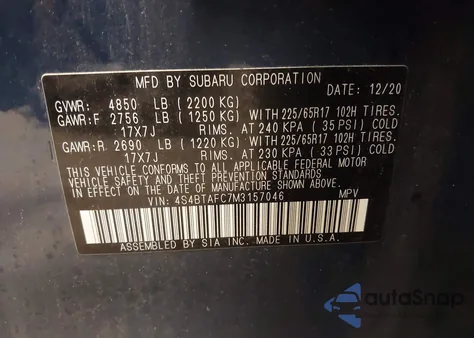 MFD BY SUBARU CORPORATION DATE: 12/20
GVWR: 4850 LB (2200 KG)
GAWR:F 2756 LB (1250 KG) WITH 225/65R17 102H TIRES.
17X7J RIMS. AT 240 KPA (35 PSI) COLD
GAWR:R 2690 LB (1220 KG) WITH 225/65R17 102H TIRES.
17X7J RIMS. AT 230 KPA (33 PSI) COLD
THIS VEHICLE CONFORMS TO ALL APPLICABLE FEDERAL MOTOR
VEHICLE SAFETY, BUMPER, AND THEFT PREVENTION STANDARDS
IN EFFECT ON THE DATE OF MANUFACTURE SHOWN ABOVE.
VIN: 4S4BTAFC7M3157046 MPV
ASSEMBLED BY SIA INC. MADE IN U.S.A.
autoSnap